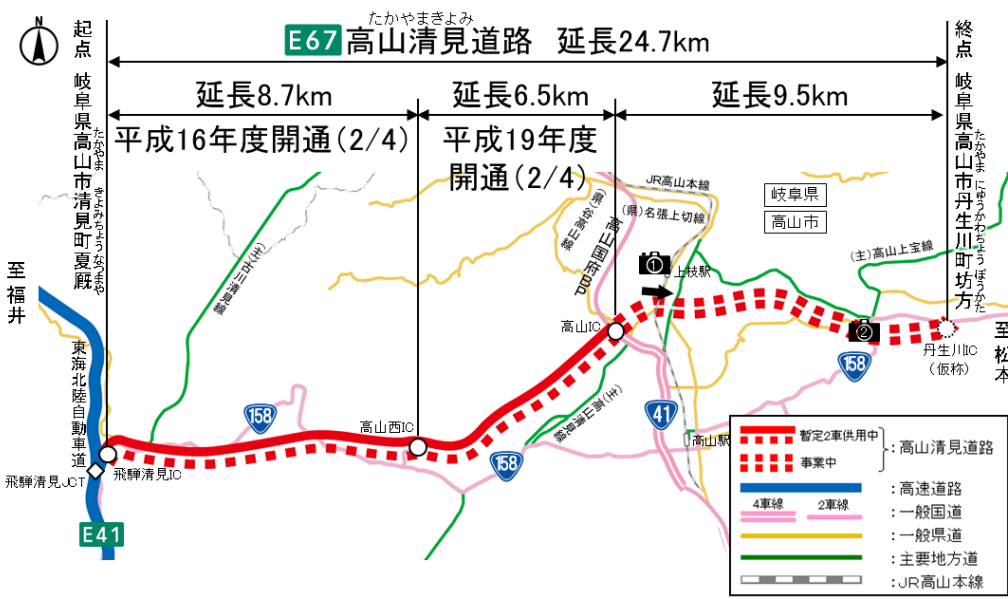 N
起点 岐阜県高山市清見町夏厩
たかやま きよみちょうなつまや
たかやまきよみ
E67 高山清見道路 延長24.7km
終点 岐阜県高山市丹生川町坊方
たかやま にゅうかわちょう ぼうかた
延長8.7km
延長6.5km
延長9.5km
平成16年度開通(2/4)
平成19年度
開通(2/4)
JR高山本線
岐阜県
高山市
(県)名張上切線
(県)谷高山線
高山国府BP
(主)古川清見線
①
上枝駅
(主)高山上宝線
至福井
高山IC
②
丹生川IC
(仮称)
至松本
158
東海北陸自動車道
158
41
高山西IC
(主)高山清見線
158
高山駅
飛騨清見JCT
飛騨清見IC
E41
暫定2車供用中
事業中
:高山清見道路
:高速道路
4車線
2車線
:一般国道
:一般県道
:主要地方道
:JR高山本線